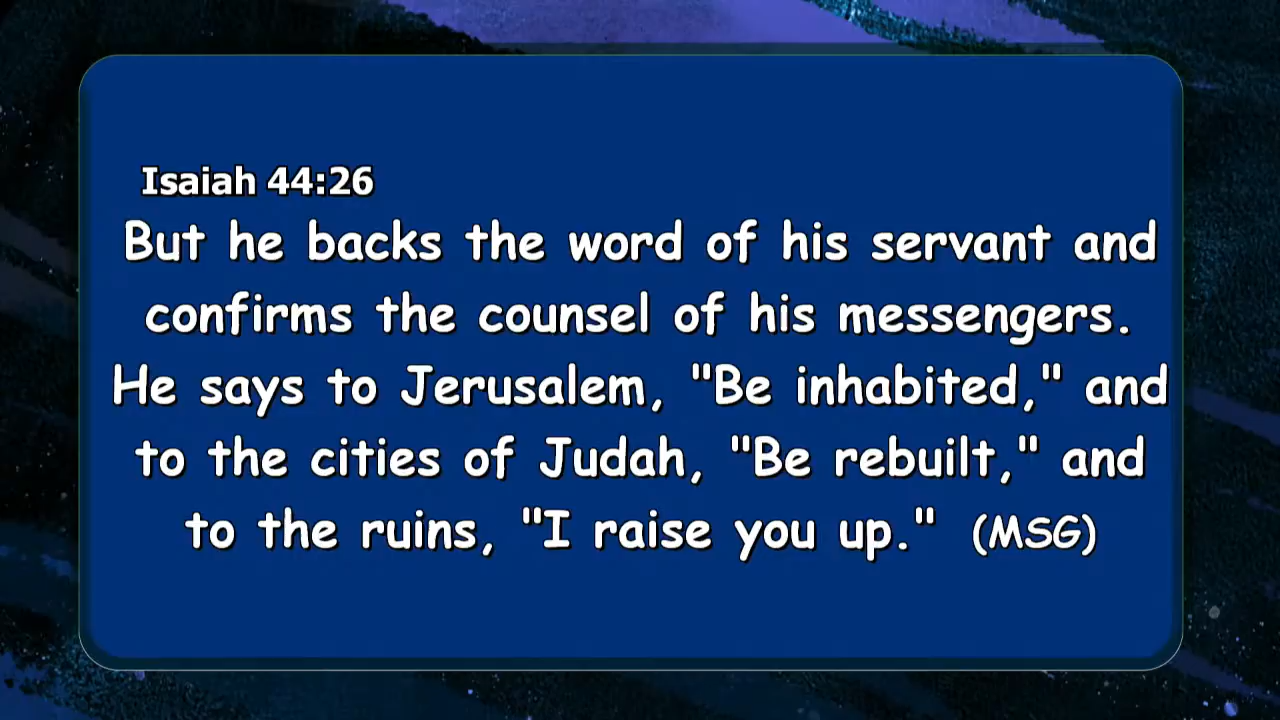 Isaiah 44:26
But he backs the word of his servant and
confirms the counsel of his messengers.
He says to Jerusalem, "Be inhabited," and
to the cities of Judah, "Be rebuilt," and
to the ruins, "I raise you up." (MSG)